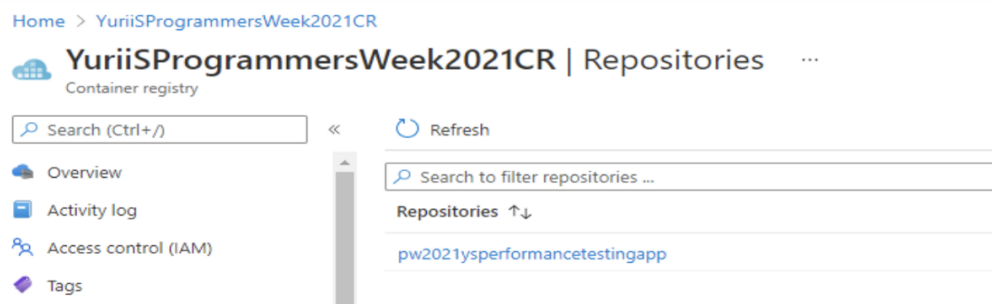 Home > YuriiSProgrammersWeek2021CR
YuriiSProgrammersWeek2021CR | Repositories ...
Container registry
Search (Ctrl+/)
«
Refresh
Overview
Search to filter repositories ...
Activity log
Repositories ↑↓
Access control (IAM)
pw2021ysperformancetestingapp
Tags